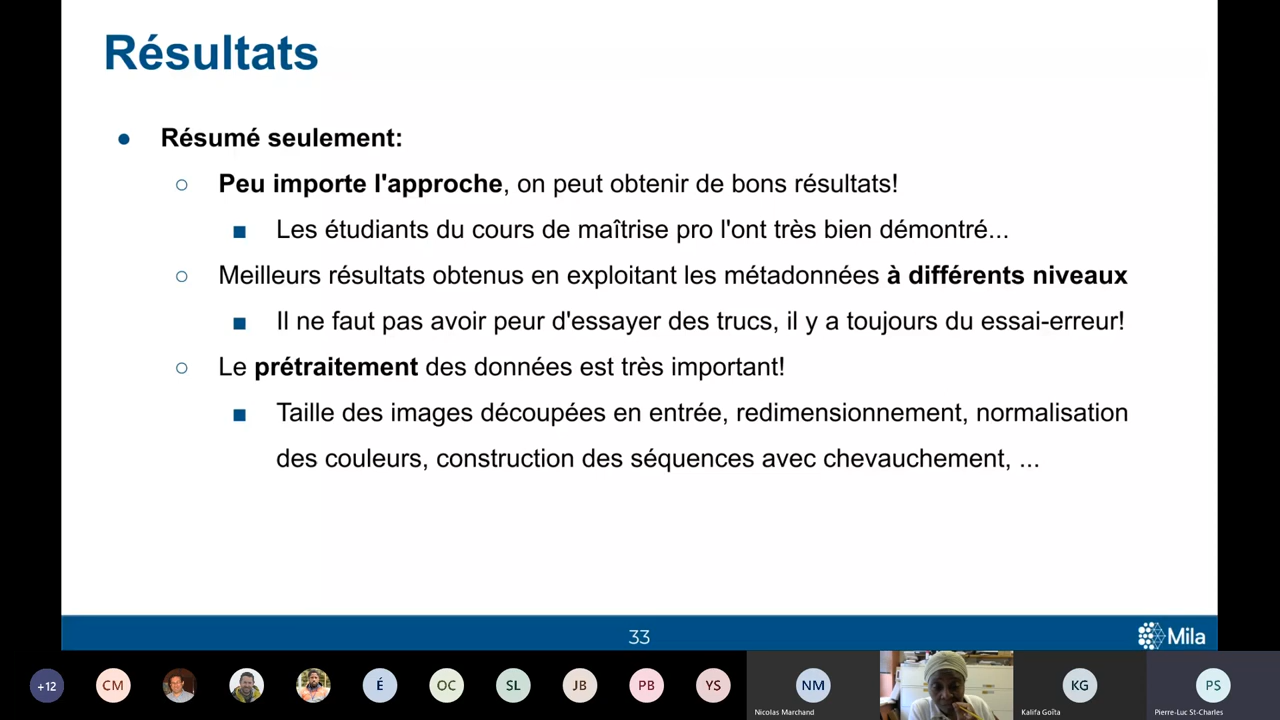 Résultats
Résumé seulement:
Peu importe l'approche, on peut obtenir de bons résultats!
Les étudiants du cours de maîtrise pro l'ont très bien démontré...
Meilleurs résultats obtenus en exploitant les métadonnées à différents niveaux
Il ne faut pas avoir peur d'essayer des trucs, il y a toujours du essai-erreur!
Le prétraitement des données est très important!
Taille des images découpées en entrée, redimensionnement, normalisation
des couleurs, construction des séquences avec chevauchement, ...
33
Mila
+12 CM É OC SL JB PB YS NM KG PS
Nicolas Marchand Kalifa Goïta Pierre-Luc St-Charles